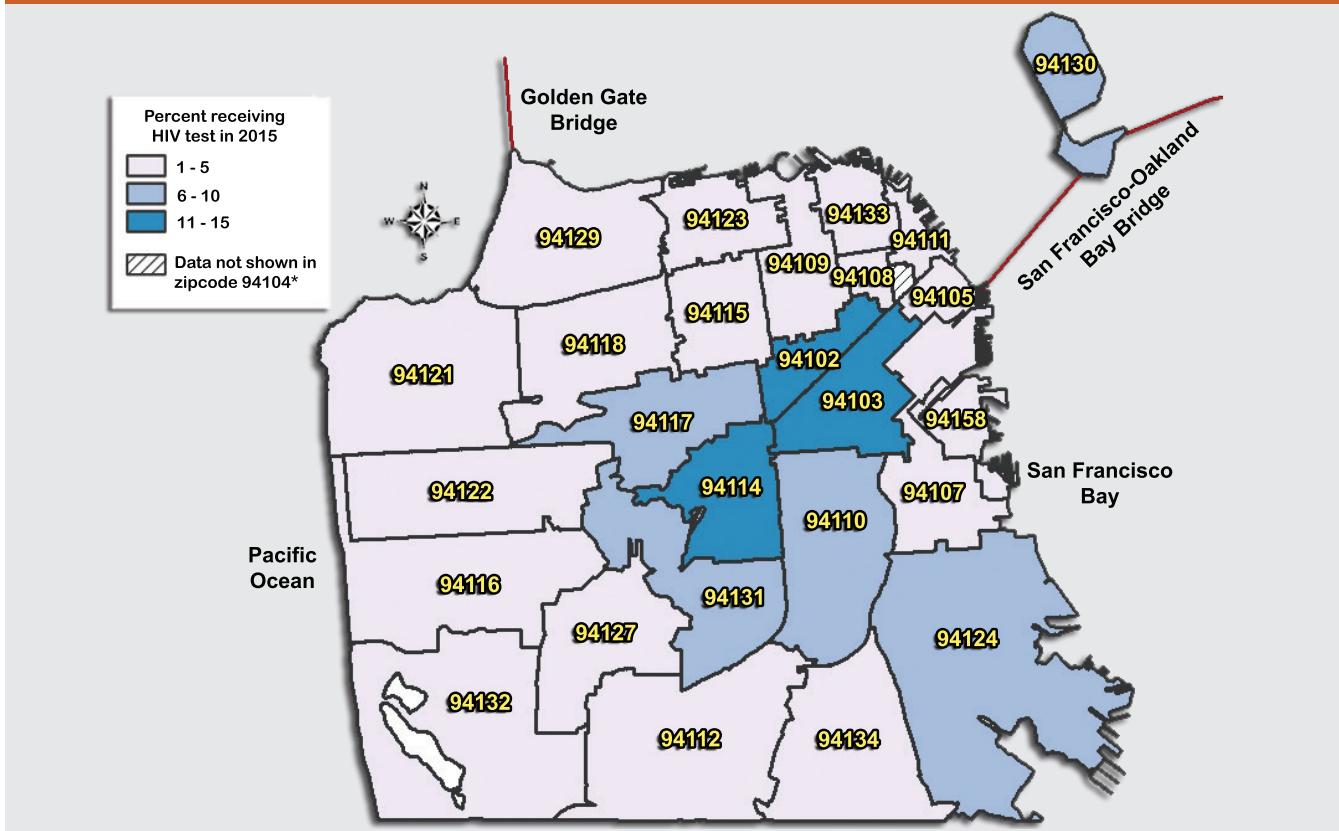 Golden Gate
Bridge
94130
San Francisco-Oakland
Bay Bridge
Percent receiving
HIV test in 2015
1 - 5
6 - 10
11 - 15
Data not shown in
zipcode 94104*
N
W
E
S
94129
94123
94133
94111
94109
94108
94105
94115
94118
94102
94121
94103
94117
94158
94122
94114
94107
94110
San Francisco
Bay
Pacific
Ocean
94116
94131
94127
94124
94132
94112
94134